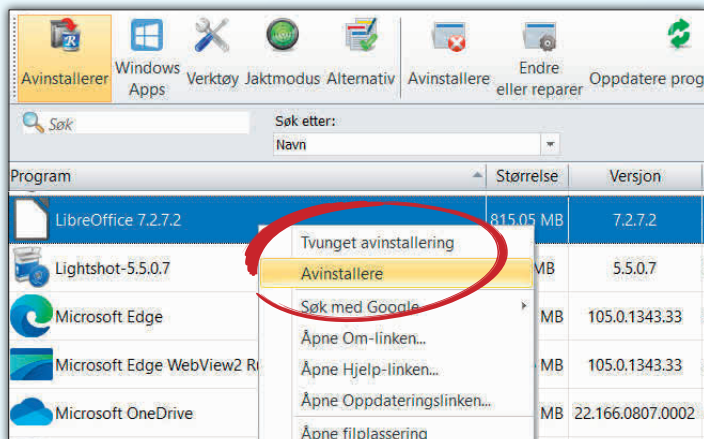 Avinstallerer
Windows
Apps
Verktøy
Jaktmodus
Alternativ
Avinstallere
Endre
eller reparer
Oppdatere prog
Søk
Søk etter:
Navn
Program
Størrelse
Versjon
LibreOffice 7.2.7.2
815.05 MB
7.2.7.2
Tvunget avinstallering
Lightshot-5.5.0.7
Avinstallere
MB
5.5.0.7
Søk med Google
Microsoft Edge
MB
105.0.1343.33
Åpne Om-linken...
Microsoft Edge WebView2 R
Åpne Hjelp-linken...
MB
105.0.1343.33
Åpne Oppdateringslinken...
Microsoft OneDrive
MB
22.166.0807.0002
Åpne filplassering